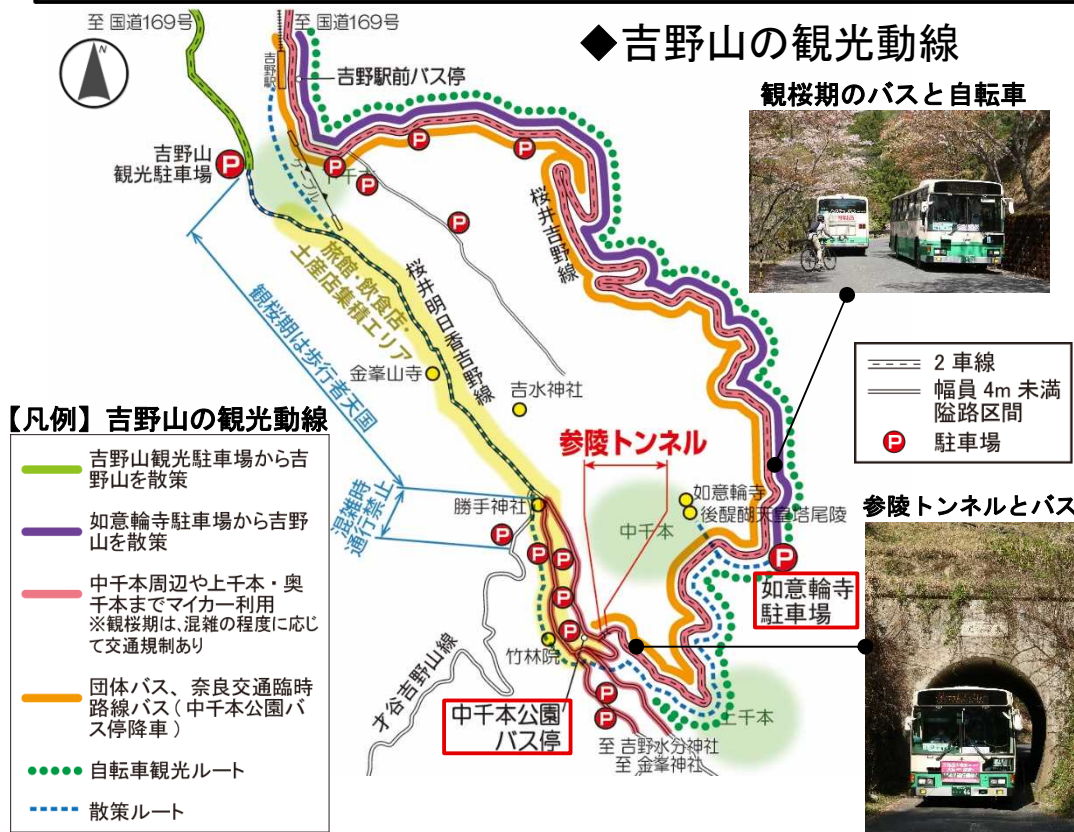 ◆吉野山の観光動線
至 国道169号
至 国道169号
N
吉野駅
吉野駅前バス停
吉野山
観光駐車場
P
P
P
P
P
P
P
ケーブル
下千本
旅館・飲食店・
土産店集積エリア
桜井明日香吉野線
桜井吉野線
観桜期は歩行者天国
金峯山寺
吉水神社
参陵トンネル
如意輪寺
後醍醐天皇塔尾陵
中千本
勝手神社
混雑時
通行禁止
P
P
P
P
P
P
如意輪寺
駐車場
竹林院
才谷吉野山線
中千本公園
バス停
P
P
上千本
至 吉野水分神社
至 金峯神社
観桜期のバスと自転車
2 車線
幅員 4m 未満
隘路区間
P
駐車場
参陵トンネルとバス
【凡例】吉野山の観光動線
吉野山観光駐車場から吉
野山を散策
如意輪寺駐車場から吉野
山を散策
中千本周辺や上千本・奥
千本までマイカー利用
※観桜期は、混雑の程度に応じ
て交通規制あり
団体バス、奈良交通臨時
路線バス(中千本公園バ
ス停降車)
自転車観光ルート
散策ルート